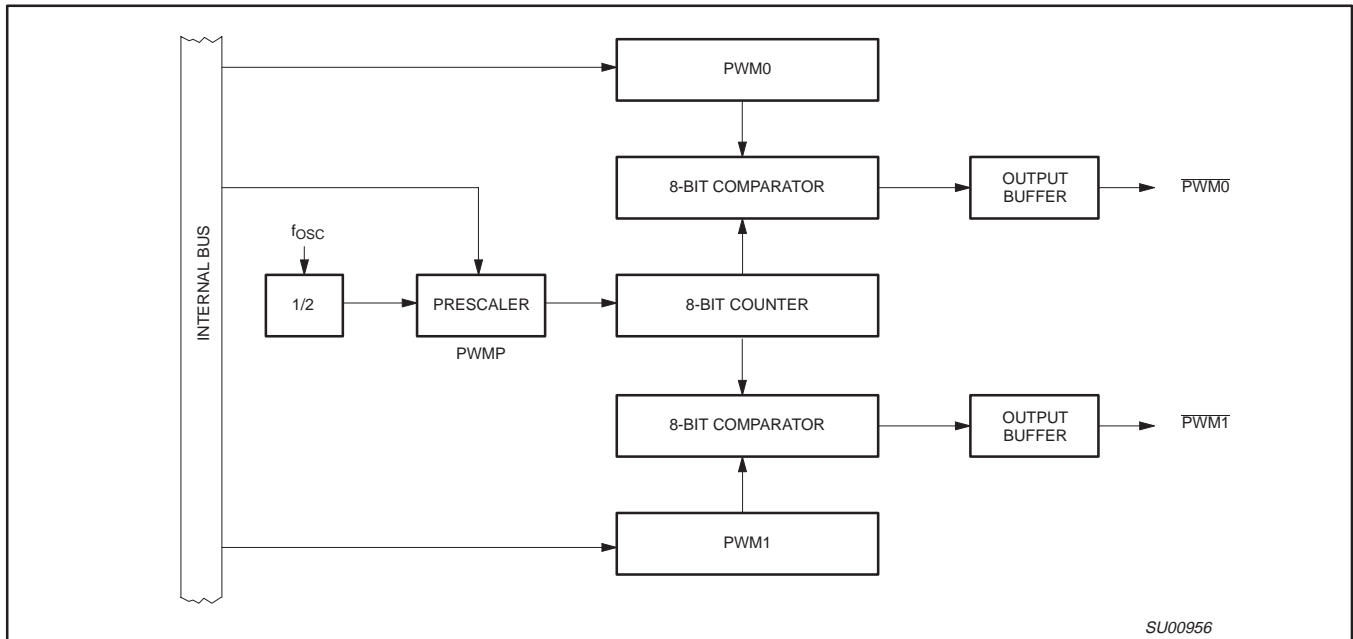 PWM0
8-BIT COMPARATOR
OUTPUT
BUFFER
PWM0
INTERNAL BUS
fOSC
1/2
PRESCALER
PWMP
8-BIT COUNTER
8-BIT COMPARATOR
OUTPUT
BUFFER
PWM1
PWM1
SU00956